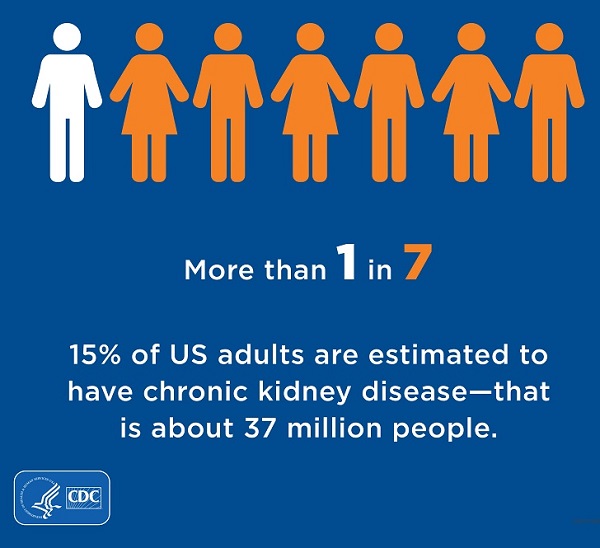 More than 1 in 7
15% of US adults are estimated to
have chronic kidney disease—that
is about 37 million people.
CDC